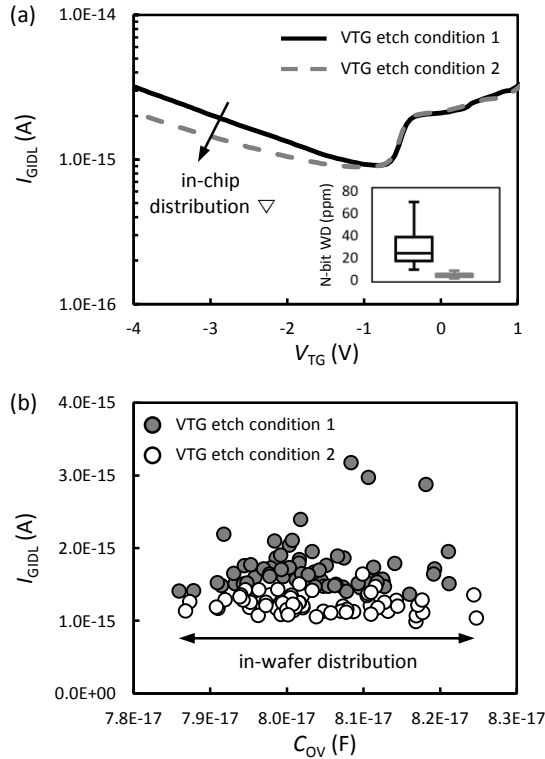 (a)
1.0E-14
1.0E-15
1.0E-16
I_GIDL (A)
VTG etch condition 1
VTG etch condition 2
in-chip
distribution ▽
N-bit WD (ppm)
80
60
40
20
0
-4 -3 -2 -1 0 1
V_TG (V)
(b)
4.0E-15
3.0E-15
2.0E-15
1.0E-15
0.0E+00
I_GIDL (A)
VTG etch condition 1
VTG etch condition 2
in-wafer distribution
7.8E-17 7.9E-17 8.0E-17 8.1E-17 8.2E-17 8.3E-17
C_OV (F)